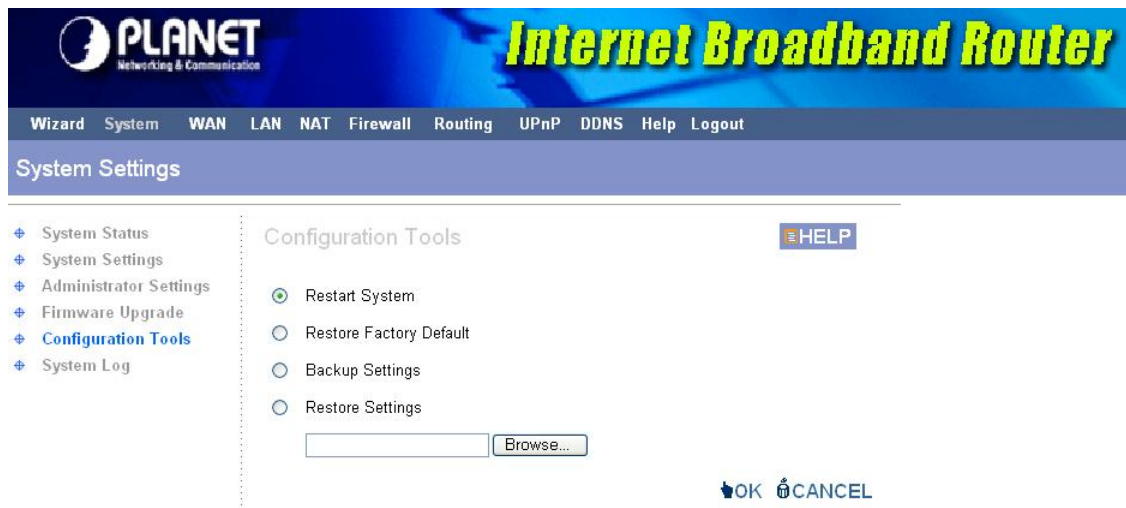 PLANET
Networking & Communication
Internet Broadband Router
Wizard System WAN LAN NAT Firewall Routing UPnP DDNS Help Logout
System Settings
System Status
System Settings
Administrator Settings
Firmware Upgrade
Configuration Tools
System Log
Configuration Tools
HELP
Restart System
Restore Factory Default
Backup Settings
Restore Settings
Browse...
OK CANCEL